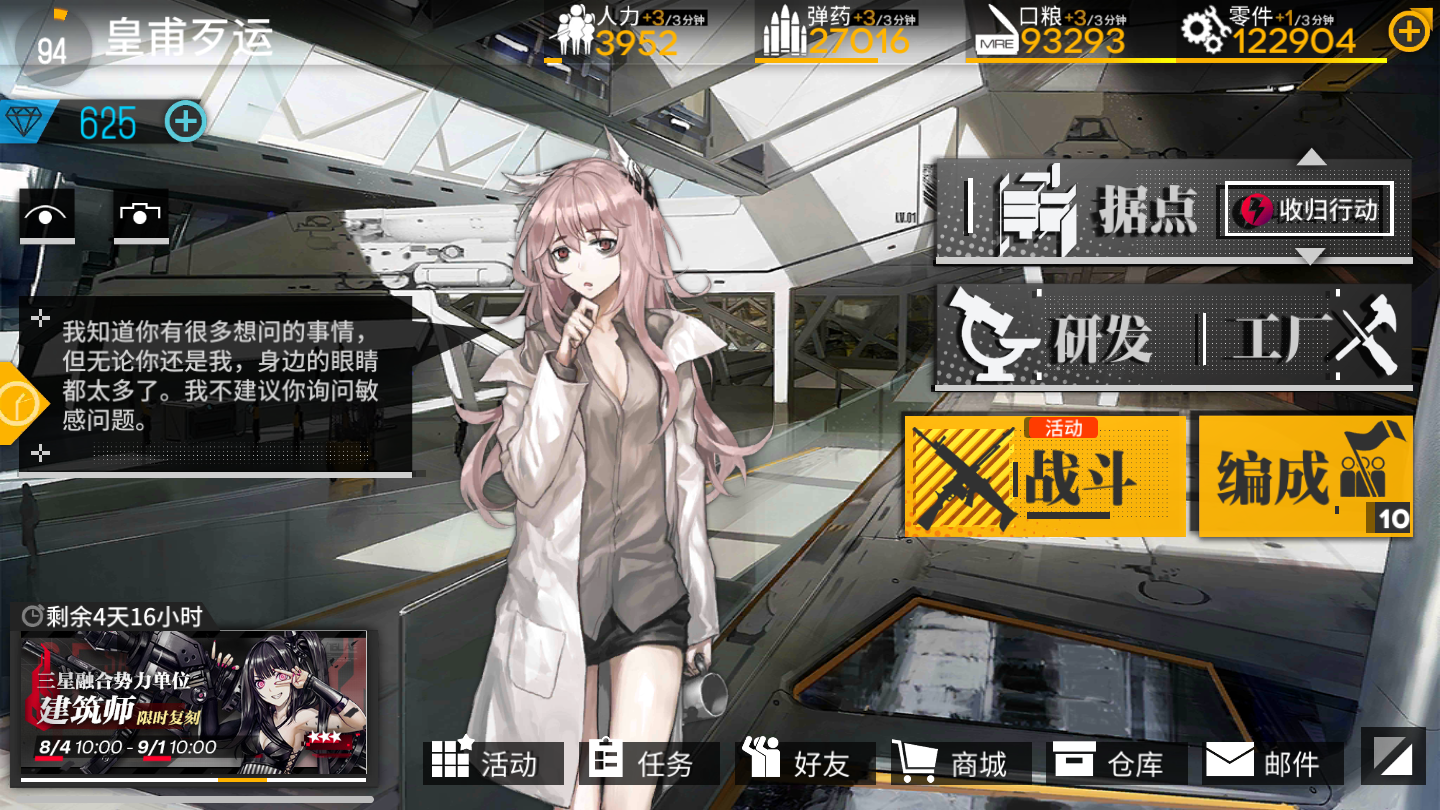 94
皇甫歹运
人力+3/3分钟
3952
弹药+3/3分钟
27016
MRE
口粮+3/3分钟
93293
零件+1/3分钟
122904
625
LV.01
据点
收归行动
我知道你有很多想问的事情，
但无论你还是我，身边的眼睛
都太多了。我不建议你询问敏
感问题。
研发
工厂
活动
战斗
编成
10
剩余4天16小时
三星融合势力单位
建筑师 限时复刻
8/4 10:00 - 9/1 10:00
活动
任务
好友
商城
仓库
邮件